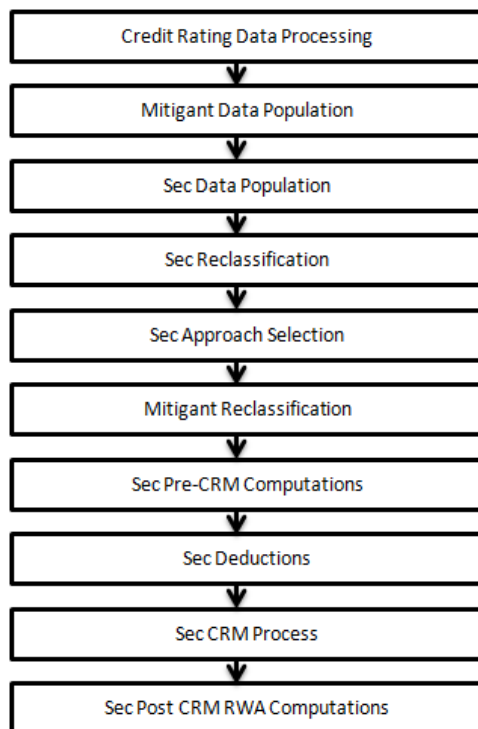 Credit Rating Data Processing
Mitigant Data Population
Sec Data Population
Sec Reclassification
Sec Approach Selection
Mitigant Reclassification
Sec Pre-CRM Computations
Sec Deductions
Sec CRM Process
Sec Post CRM RWA Computations